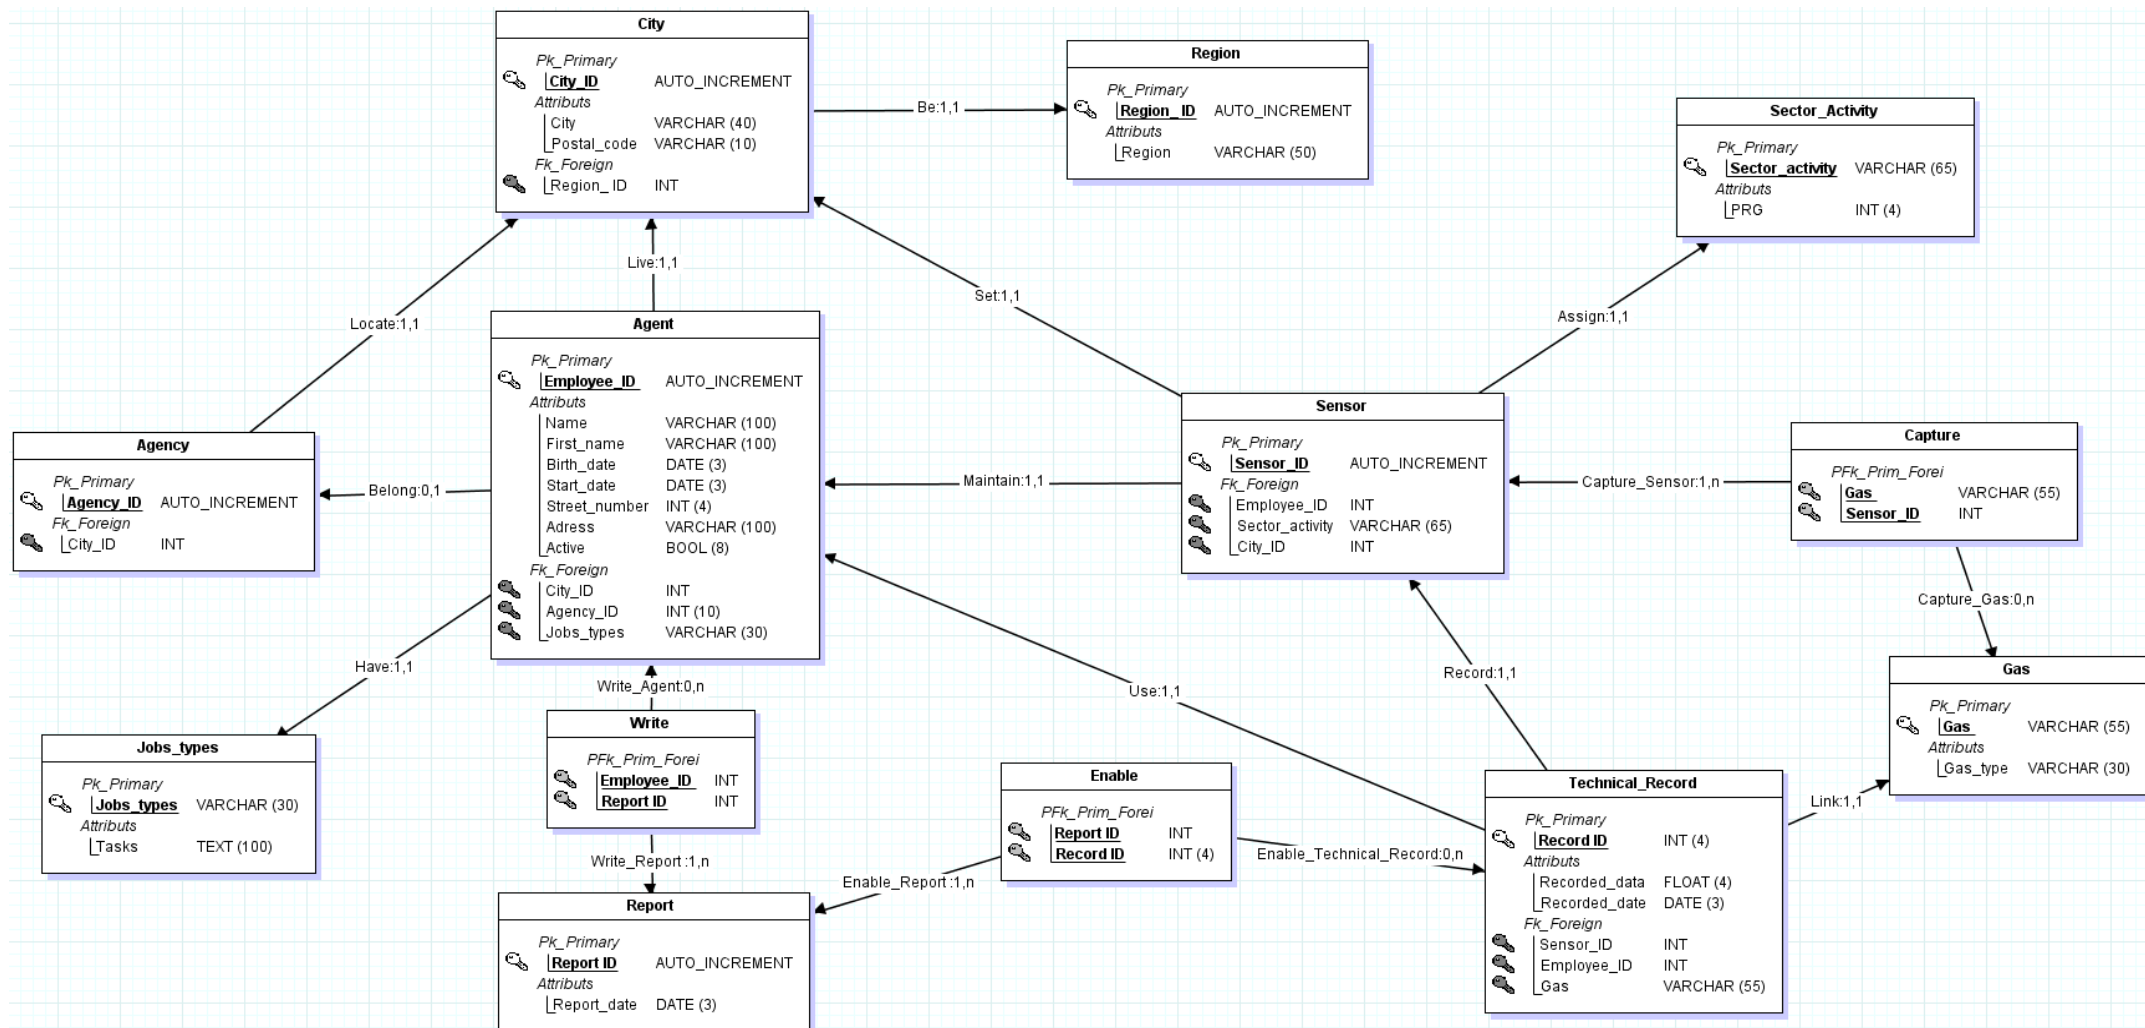 City
Pk_Primary
City_ID AUTO_INCREMENT
Attributs
City VARCHAR (40)
Postal_code VARCHAR (10)
Fk_Foreign
Region_ ID INT
Be:1,1
Region
Pk_Primary
Region_ID AUTO_INCREMENT
Attributs
Region VARCHAR (50)
Sector_Activity
Pk_Primary
Sector_activity VARCHAR (65)
Attributs
PRG INT (4)
Live:1,1
Set:1,1
Locate:1,1
Assign:1,1
Agent
Pk_Primary
Employee_ID AUTO_INCREMENT
Attributs
Name VARCHAR (100)
First_name VARCHAR (100)
Birth_date DATE (3)
Start_date DATE (3)
Street_number INT (4)
Adress VARCHAR (100)
Active BOOL (8)
Fk_Foreign
City_ID INT
Agency_ID INT (10)
Jobs_types VARCHAR (30)
Agency
Pk_Primary
Agency_ID AUTO_INCREMENT
Fk_Foreign
City_ID INT
Belong:0,1
Maintain:1,1
Sensor
Pk_Primary
Sensor_ID AUTO_INCREMENT
Fk_Foreign
Employee_ID INT
Sector_activity VARCHAR (65)
City_ID INT
Capture_Sensor:1,n
Capture
PFk_Prim_Forei
Gas VARCHAR (55)
Sensor_ID INT
Capture_Gas:0,n
Have:1,1
Write_Agent:0,n
Use:1,1
Record:1,1
Gas
Pk_Primary
Gas VARCHAR (55)
Attributs
Gas_type VARCHAR (30)
Jobs_types
Pk_Primary
Jobs_types VARCHAR (30)
Attributs
Tasks TEXT (100)
Write
PFk_Prim_Forei
Employee_ID INT
Report ID INT
Write_Report :1,n
Enable
PFk_Prim_Forei
Report ID INT
Record ID INT (4)
Enable_Technical_Record:0,n
Enable_Report :1,n
Link:1,1
Technical_Record
Pk_Primary
Record ID INT (4)
Attributs
Recorded_data FLOAT (4)
Recorded_date DATE (3)
Fk_Foreign
Sensor_ID INT
Employee_ID INT
Gas VARCHAR (55)
Report
Pk_Primary
Report ID AUTO_INCREMENT
Attributs
Report_date DATE (3)